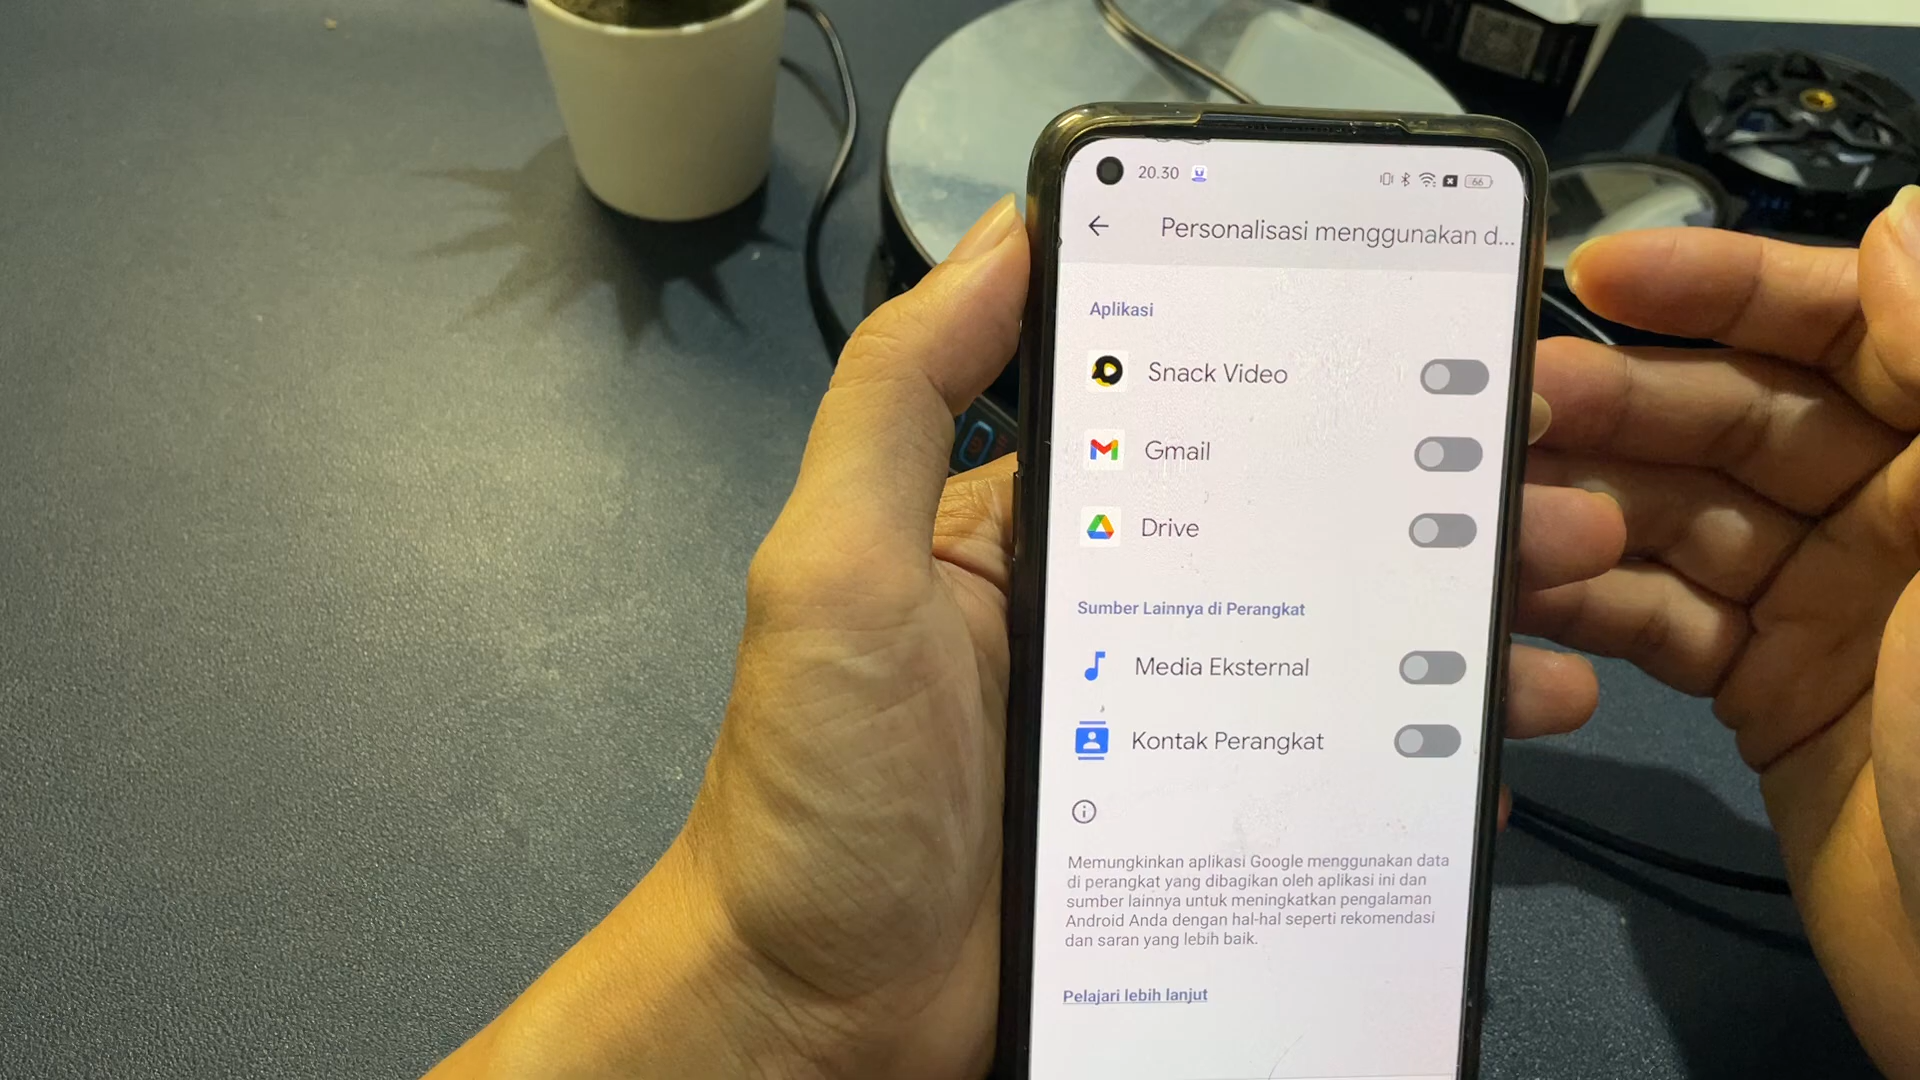 20.30
66
Personalisasi menggunakan d...
Aplikasi
Snack Video
Gmail
Drive
Sumber Lainnya di Perangkat
Media Eksternal
Kontak Perangkat
Memungkinkan aplikasi Google menggunakan data
di perangkat yang dibagikan oleh aplikasi ini dan
sumber lainnya untuk meningkatkan pengalaman
Android Anda dengan hal-hal seperti rekomendasi
dan saran yang lebih baik.
Pelajari lebih lanjut